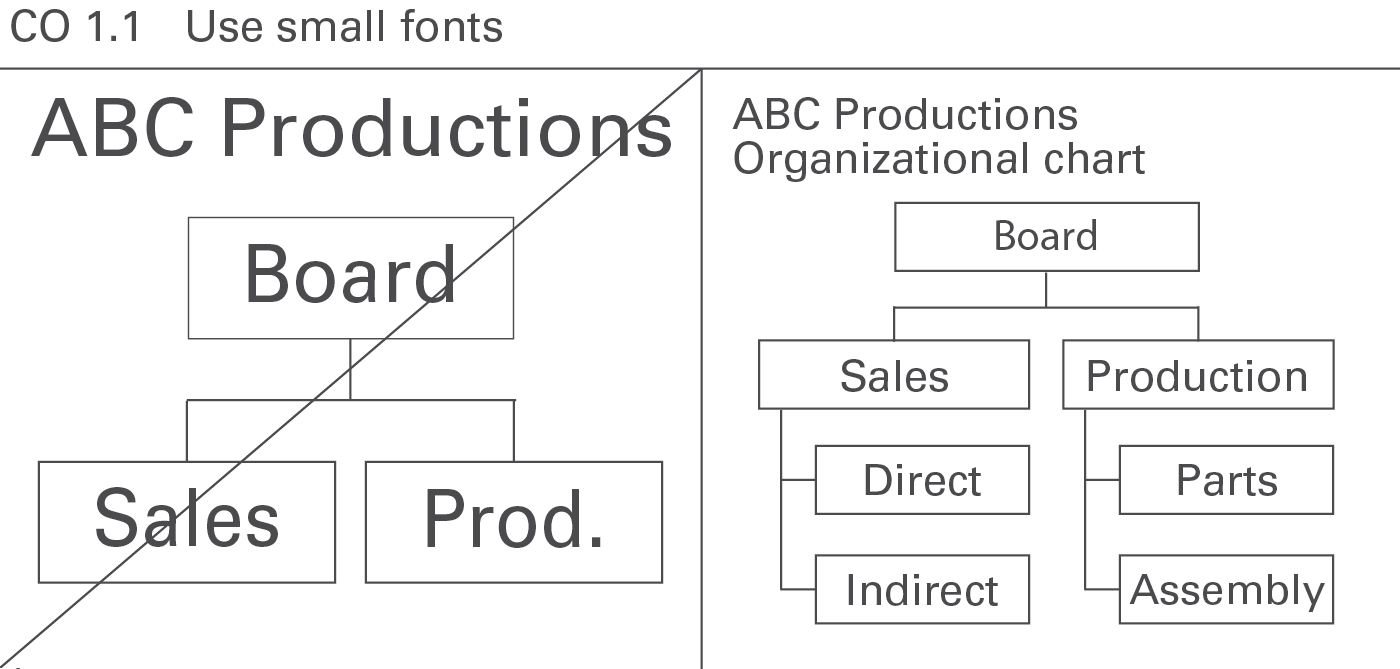 CO 1.1 Use small fonts
ABC Productions
Board
Sales Prod.
ABC Productions
Organizational chart
Board
Sales Production
Direct Parts
Indirect Assembly